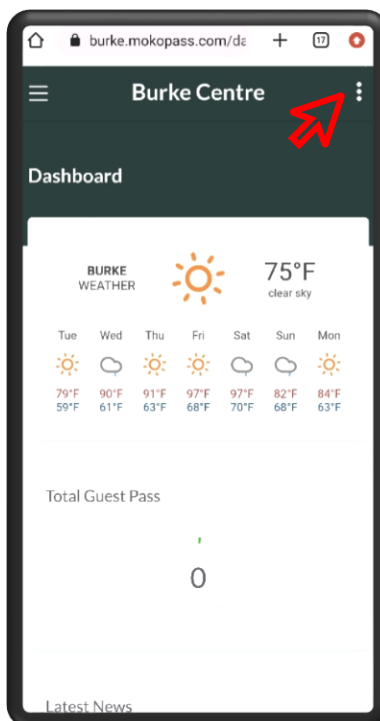 burke.mokopass.com/da 17
Burke Centre
Dashboard
BURKE
WEATHER
75°F
clear sky
Tue Wed Thu Fri Sat Sun Mon
79°F 90°F 91°F 97°F 97°F 82°F 84°F
59°F 61°F 63°F 68°F 70°F 68°F 63°F
Total Guest Pass
0
Latest News